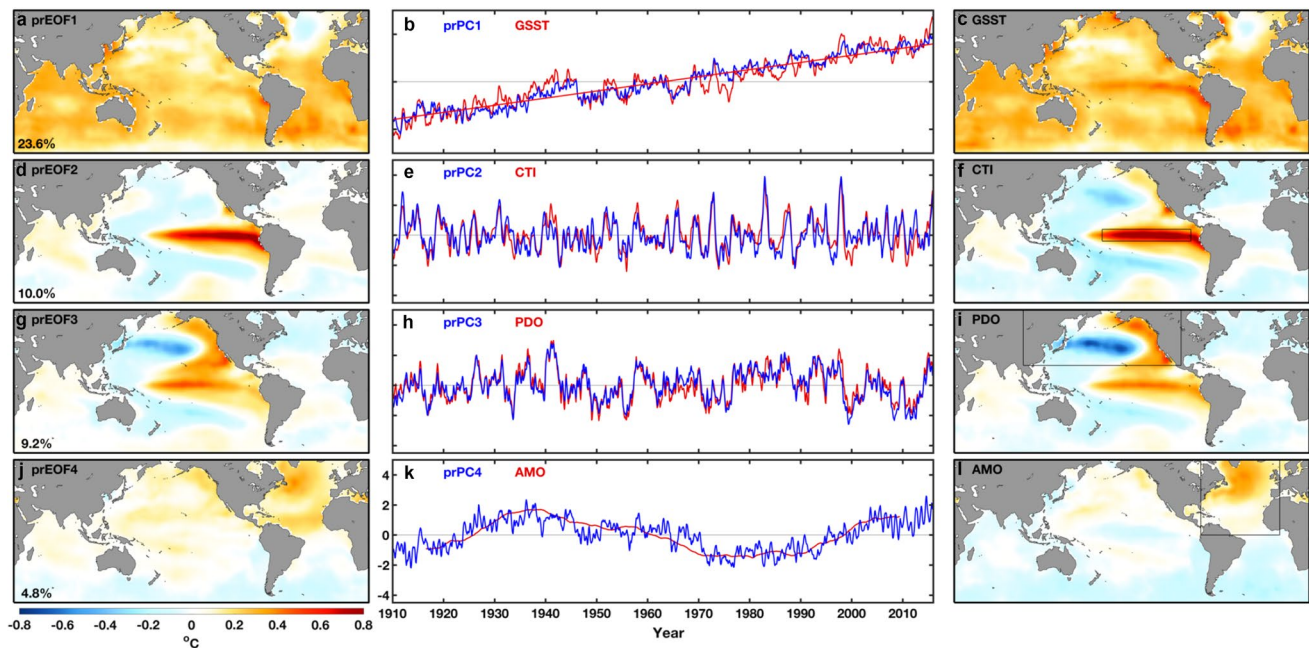 a prEOF1
23.6%
b prPC1 GSST
c GSST
d prEOF2
10.0%
e prPC2 CTI
f CTI
g prEOF3
9.2%
h prPC3 PDO
i PDO
j prEOF4
4.8%
k prPC4 AMO
l AMO
4
2
0
-2
-4
-0.8 -0.6 -0.4 -0.2 0 0.2 0.4 0.6 0.8
°C
1910 1920 1930 1940 1950 1960 1970 1980 1990 2000 2010
Year